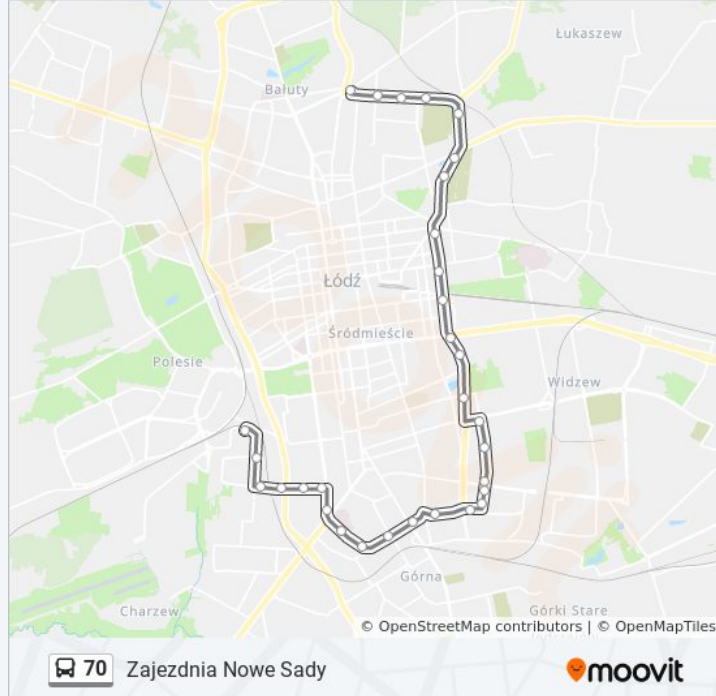 Łukaszew
Bałuty
Łódź
Śródmieście
Polesie
Widzew
Górna
Charzew
Górki Stare
© OpenStreetMap contributors | © OpenMapTiles
70 Zajezdnia Nowe Sady
moovit